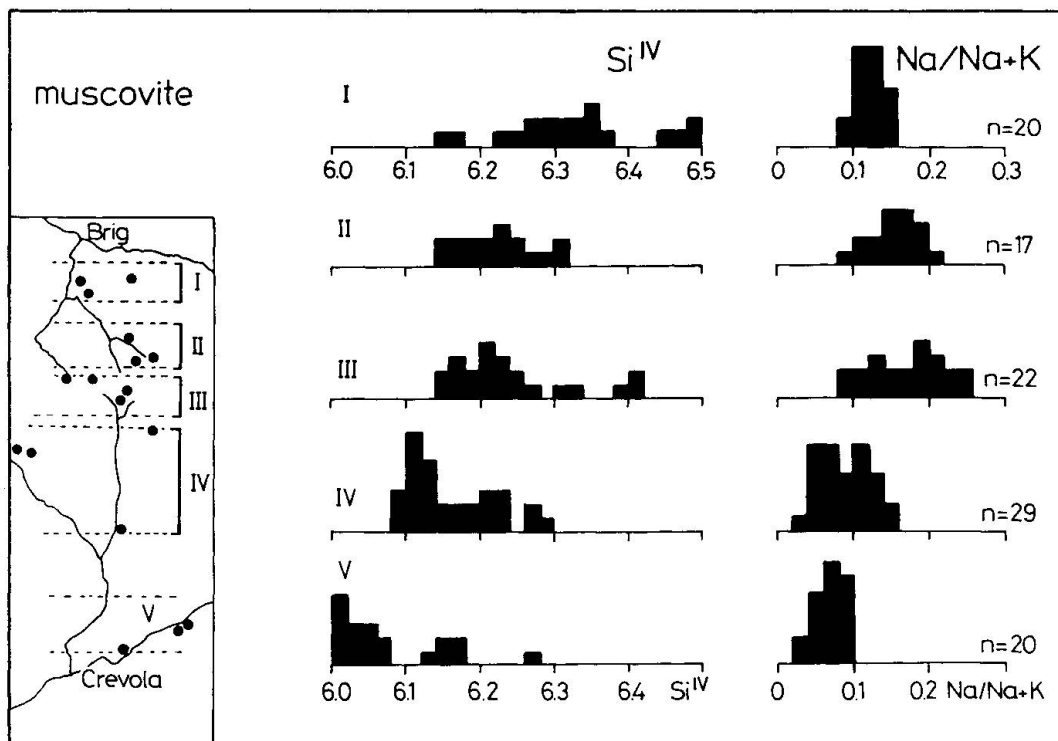 muscovite
Si^IV
Na/Na+K
I
n=20
6.0 6.1 6.2 6.3 6.4 6.5
0 0.1 0.2 0.3
II
n=17
III
n=22
IV
n=29
V
n=20
6.0 6.1 6.2 6.3 6.4 Si^IV
0 0.1 0.2 Na/Na+K
Brig
I
II
III
IV
V
Crevola